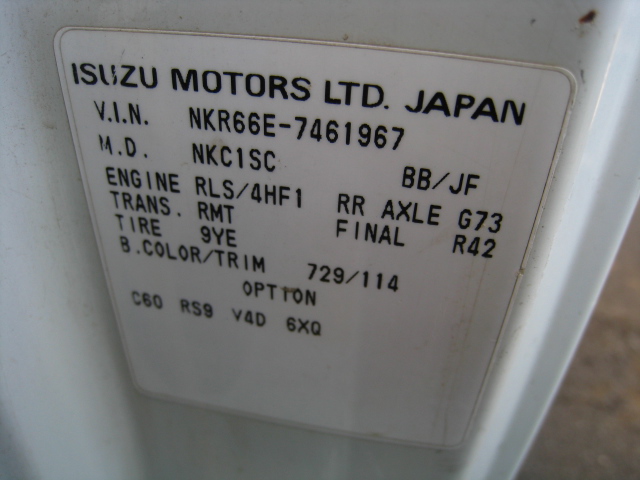 ISUZU MOTORS LTD. JAPAN
V.I.N. NKR66E-7461967
M.D. NKC1SC BB/JF
ENGINE RLS/4HF1 RR AXLE G73
TRANS. RMT FINAL R42
TIRE 9YE
B.COLOR/TRIM 729/114
OPTION
C60 RS9 V4D 6XQ